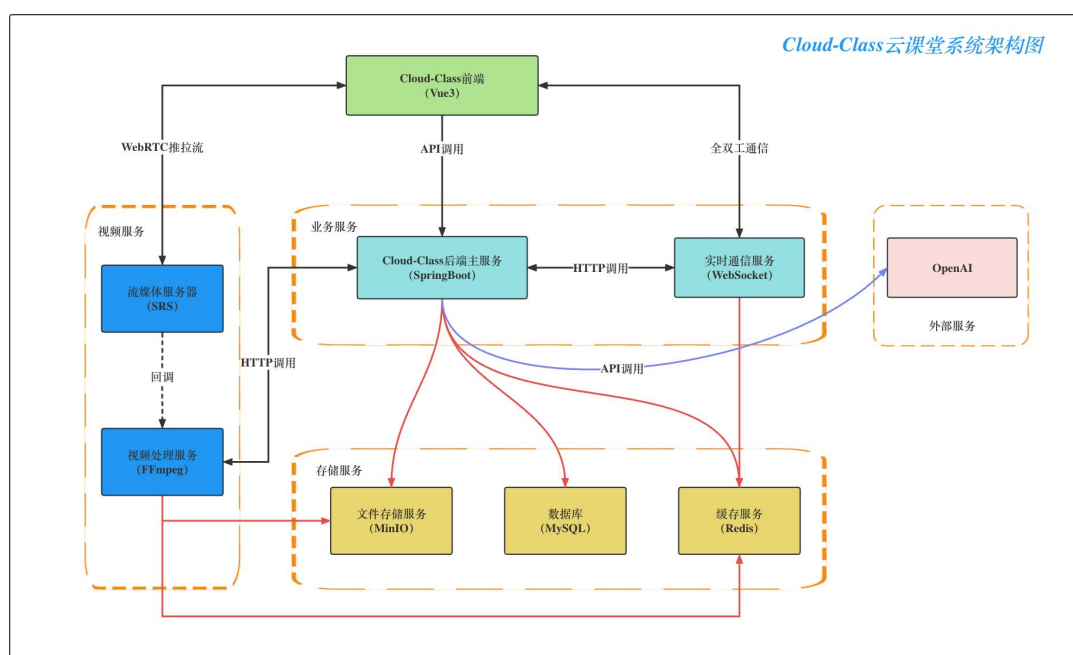 Cloud-Class云课堂系统架构图
Cloud-Class前端
（Vue3）
WebRTC推拉流
API调用
全双工通信
视频服务
业务服务
流媒体服务器
（SRS）
Cloud-Class后端主服务
（SpringBoot）
HTTP调用
实时通信服务
（WebSocket）
OpenAI
外部服务
回调
HTTP调用
API调用
视频处理服务
（FFmpeg）
存储服务
文件存储服务
（MinIO）
数据库
（MySQL）
缓存服务
（Redis）